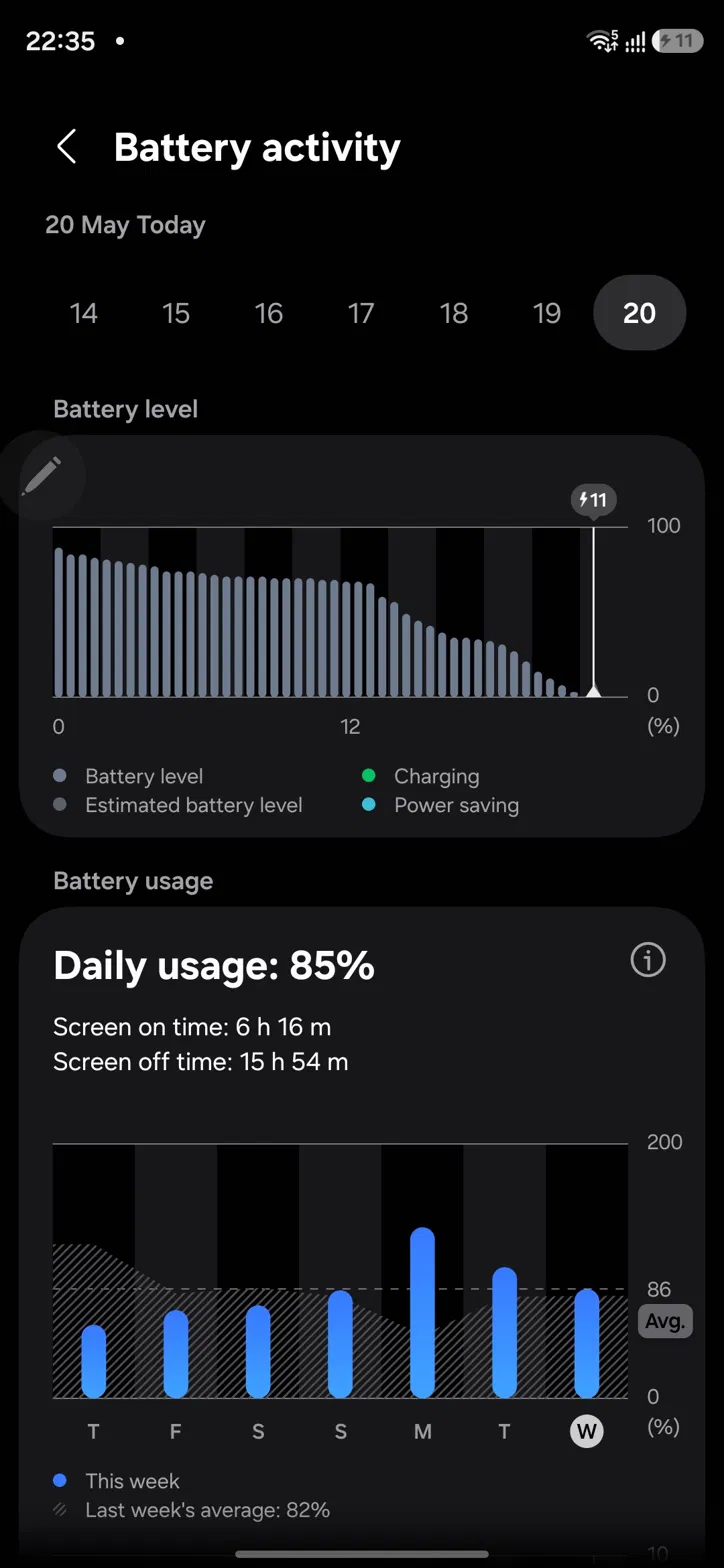 22:35 • 5 11
Battery activity
20 May Today
14 15 16 17 18 19 20
Battery level
11
100
0
0 12 (%)
Battery level Charging
Estimated battery level Power saving
Battery usage
Daily usage: 85%
Screen on time: 6 h 16 m
Screen off time: 15 h 54 m
200
86
Avg.
0
T F S S M T W (%)
This week
Last week's average: 82%
10